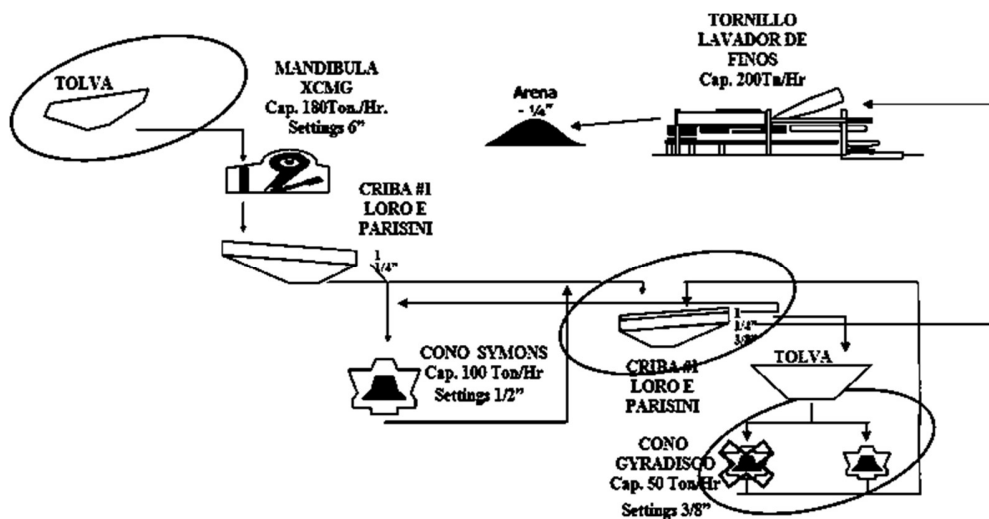 TOLVA
MANDIBULA
XCMG
Cap. 180Ton./Hr.
Settings 6”
Arena
- ¼”
TORNILLO
LAVADOR DE
FINOS
Cap. 200Tn/Hr
CRIBA #1
LORO E
PARISINI
1
1/4”
CONO SYMONS
Cap. 100 Ton/Hr
Settings 1/2”
1
1/4”
3/8”
CRIBA #1
LORO E
PARISINI
TOLVA
CONO
GYRADISCO
Cap. 50 Ton/Hr
Settings 3/8”